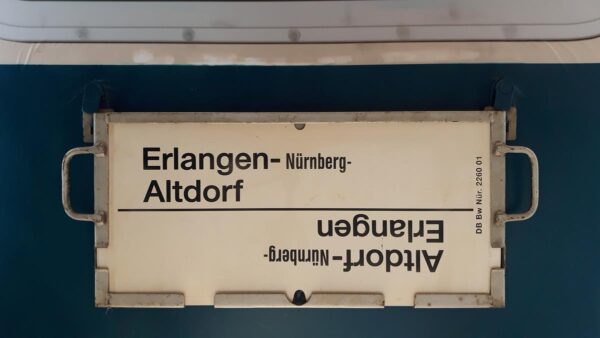 Erlangen- Nürnberg-
Altdorf
Altdorf-Nürnberg-
Erlangen
DB Bw Nür. 2260 01